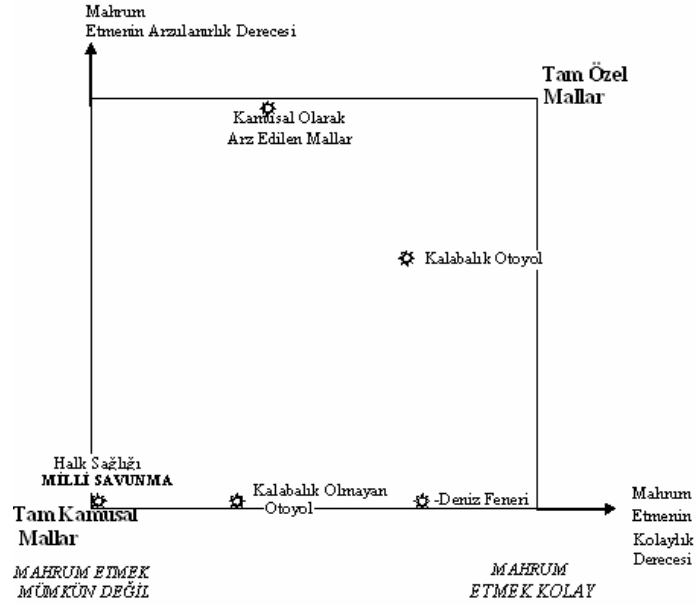 Mahrum
Etmenin Arzulanırlık Derecesi
Tam Özel
Mallar
Kamusal Olarak
Arz Edilen Mallar
Kalabalık Otoyol
Halk Sağlığı
MİLLİ SAVUNMA
Kalabalık Olmayan
Otoyol
-Deniz Feneri
Tam Kamusal
Mallar
Mahrum
Etmenin
Kolaylık
Derecesi
MAHRUM ETMEK
MÜMKÜN DEĞİL
MAHRUM
ETMEK KOLAY